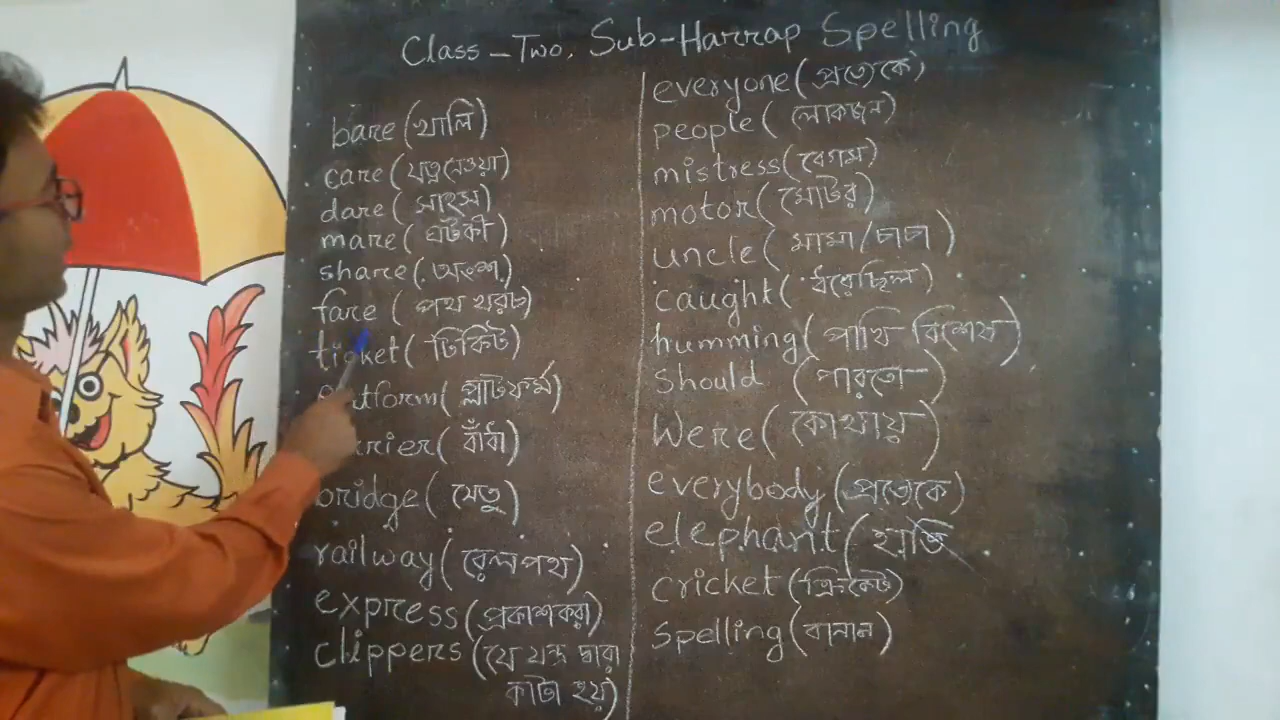 Class – Two, Sub-Harrap Spelling
bare (খালি)
care (যত্ন নেওয়া)
dare (সাহস)
mare (ঘটকী)
share (অংশ)
fare (পথ খরচ)
ticket (টিকিট)
tform (প্লাটফর্ম)
rrier (বাঁধা)
bridge (সেতু)
railway (রেলপথ)
express (প্রকাশ করা)
clippers (যে যন্ত্র দ্বারা
কাটা হয়)
everyone (প্রত্যেকে)
people (লোকজন)
mistress (বেগম)
motor (মোটর)
uncle (মামা/চাচা)
caught (ধরেছিল)
humming (পাখি বিশেষ)
Should (পারতো)
Were (কোথায়)
everybody (প্রত্যেকে)
elephant (হাতি
cricket (ক্রিকেট)
Spelling (বানান)